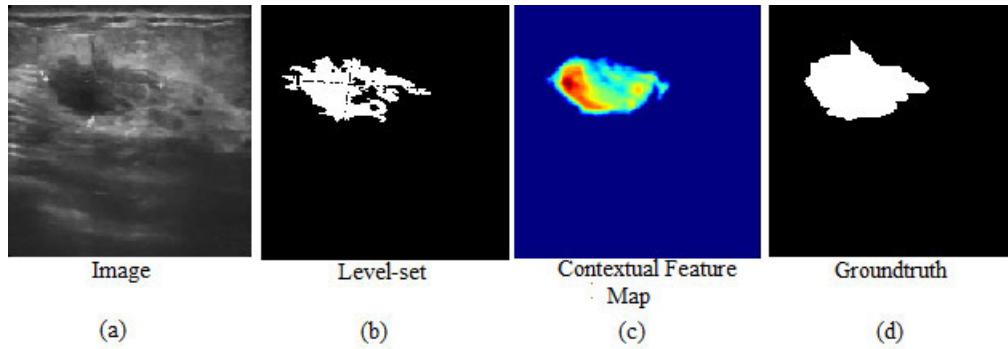 Image
Level-set
Contextual Feature
Map
Groundtruth
(a)
(b)
(c)
(d)